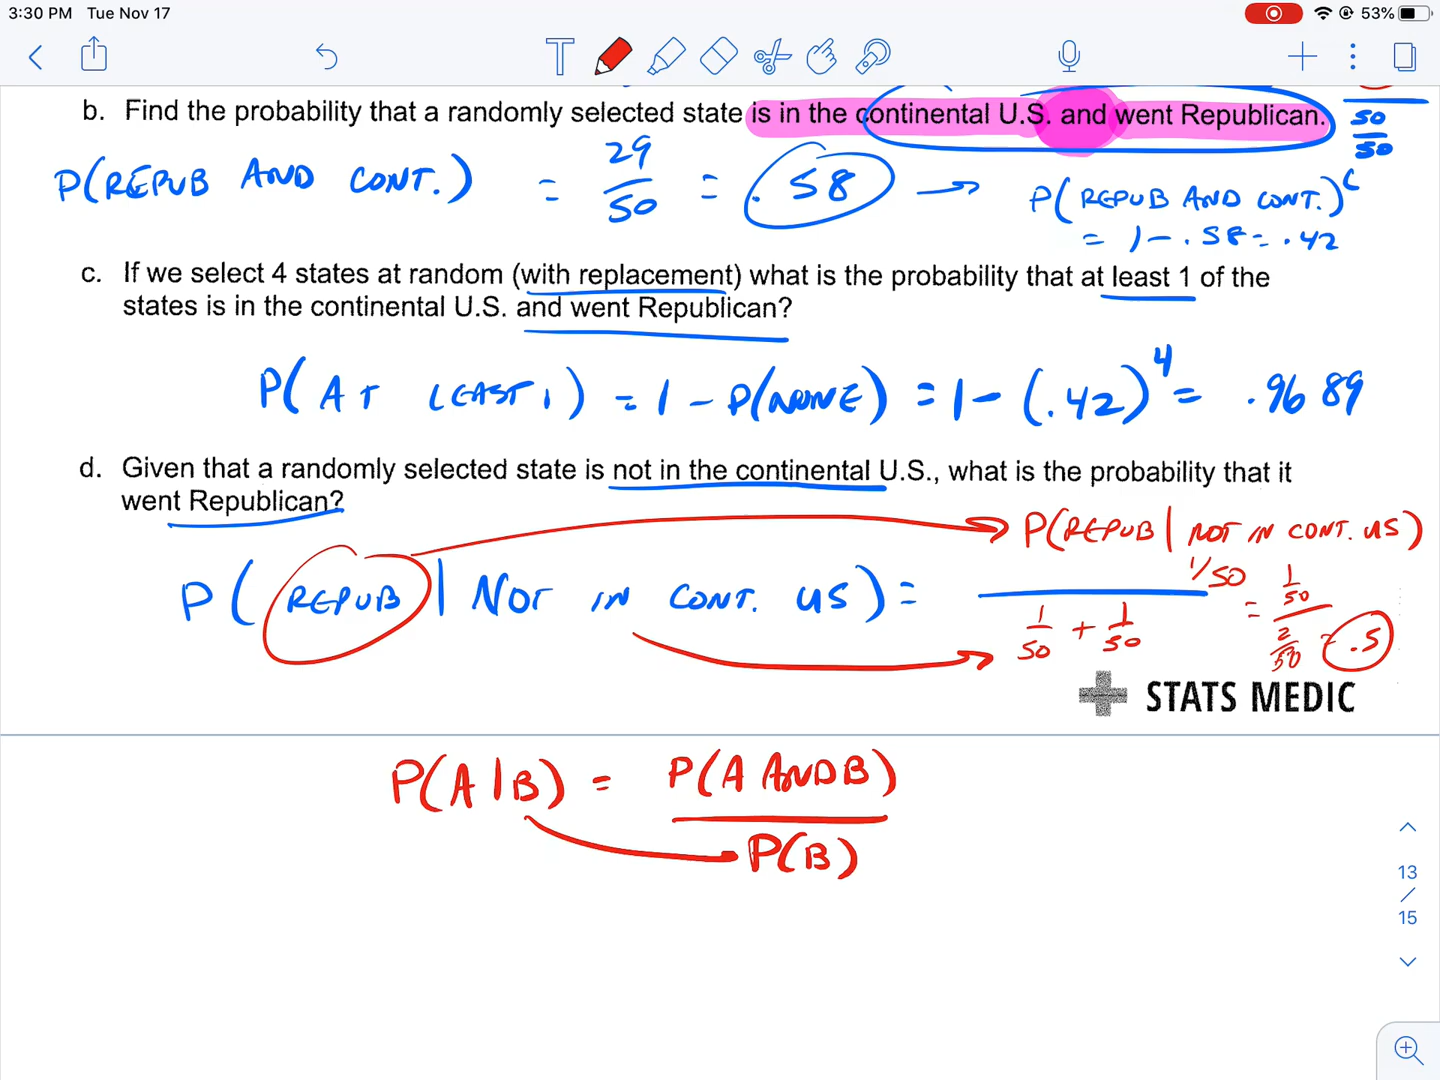 3:30 PM Tue Nov 17
53%
b. Find the probability that a randomly selected state is in the continental U.S. and went Republican.
50
50
P(REPUB AND CONT.) = 29/50 = .58 → P(REPUB AND CONT.)ᶜ
= 1 - .58 = .42
c. If we select 4 states at random (with replacement) what is the probability that at least 1 of the
states is in the continental U.S. and went Republican?
P(AT LEAST 1) = 1 - P(NONE) = 1 - (.42)⁴ = .9689
d. Given that a randomly selected state is not in the continental U.S., what is the probability that it
went Republican?
P(REPUB | NOT IN CONT. US)
P(REPUB | NOT IN CONT. US) =
1/50
1/50 + 1/50
= 1/50
2/50
= .5
STATS MEDIC
P(A|B) = P(A AND B)
P(B)
13
/
15